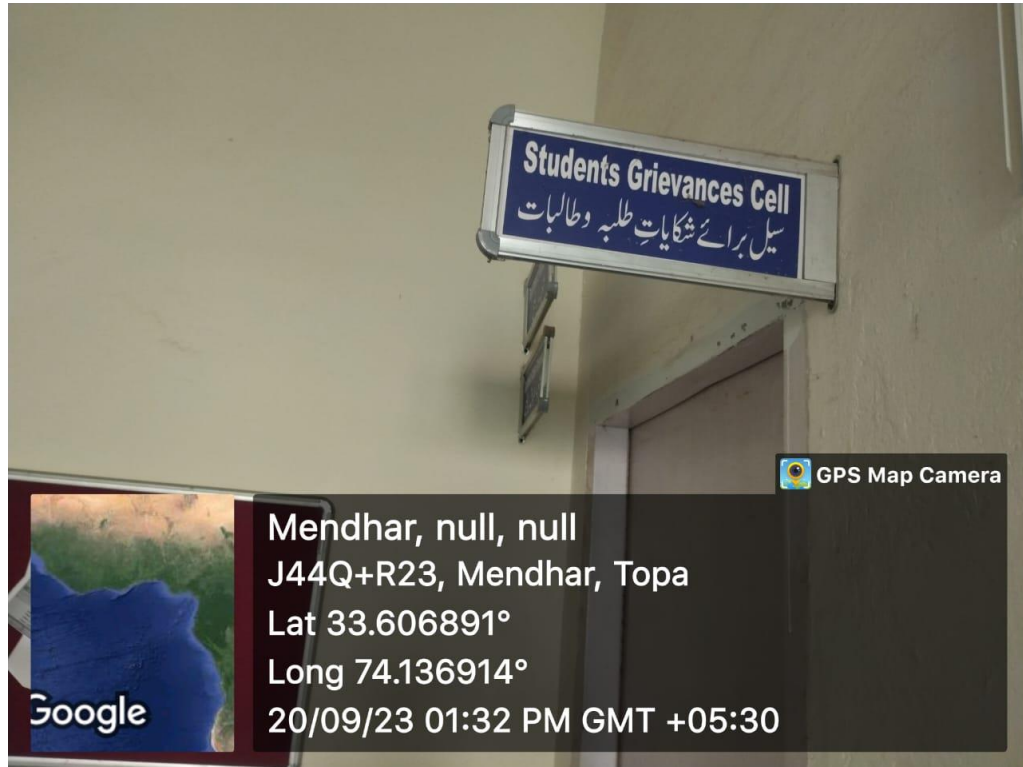 Students Grievances Cell
سیل برائے شکایاتِ طلبہ وطالبات
GPS Map Camera
Mendhar, null, null
J44Q+R23, Mendhar, Topa
Lat 33.606891°
Long 74.136914°
20/09/23 01:32 PM GMT +05:30
Google